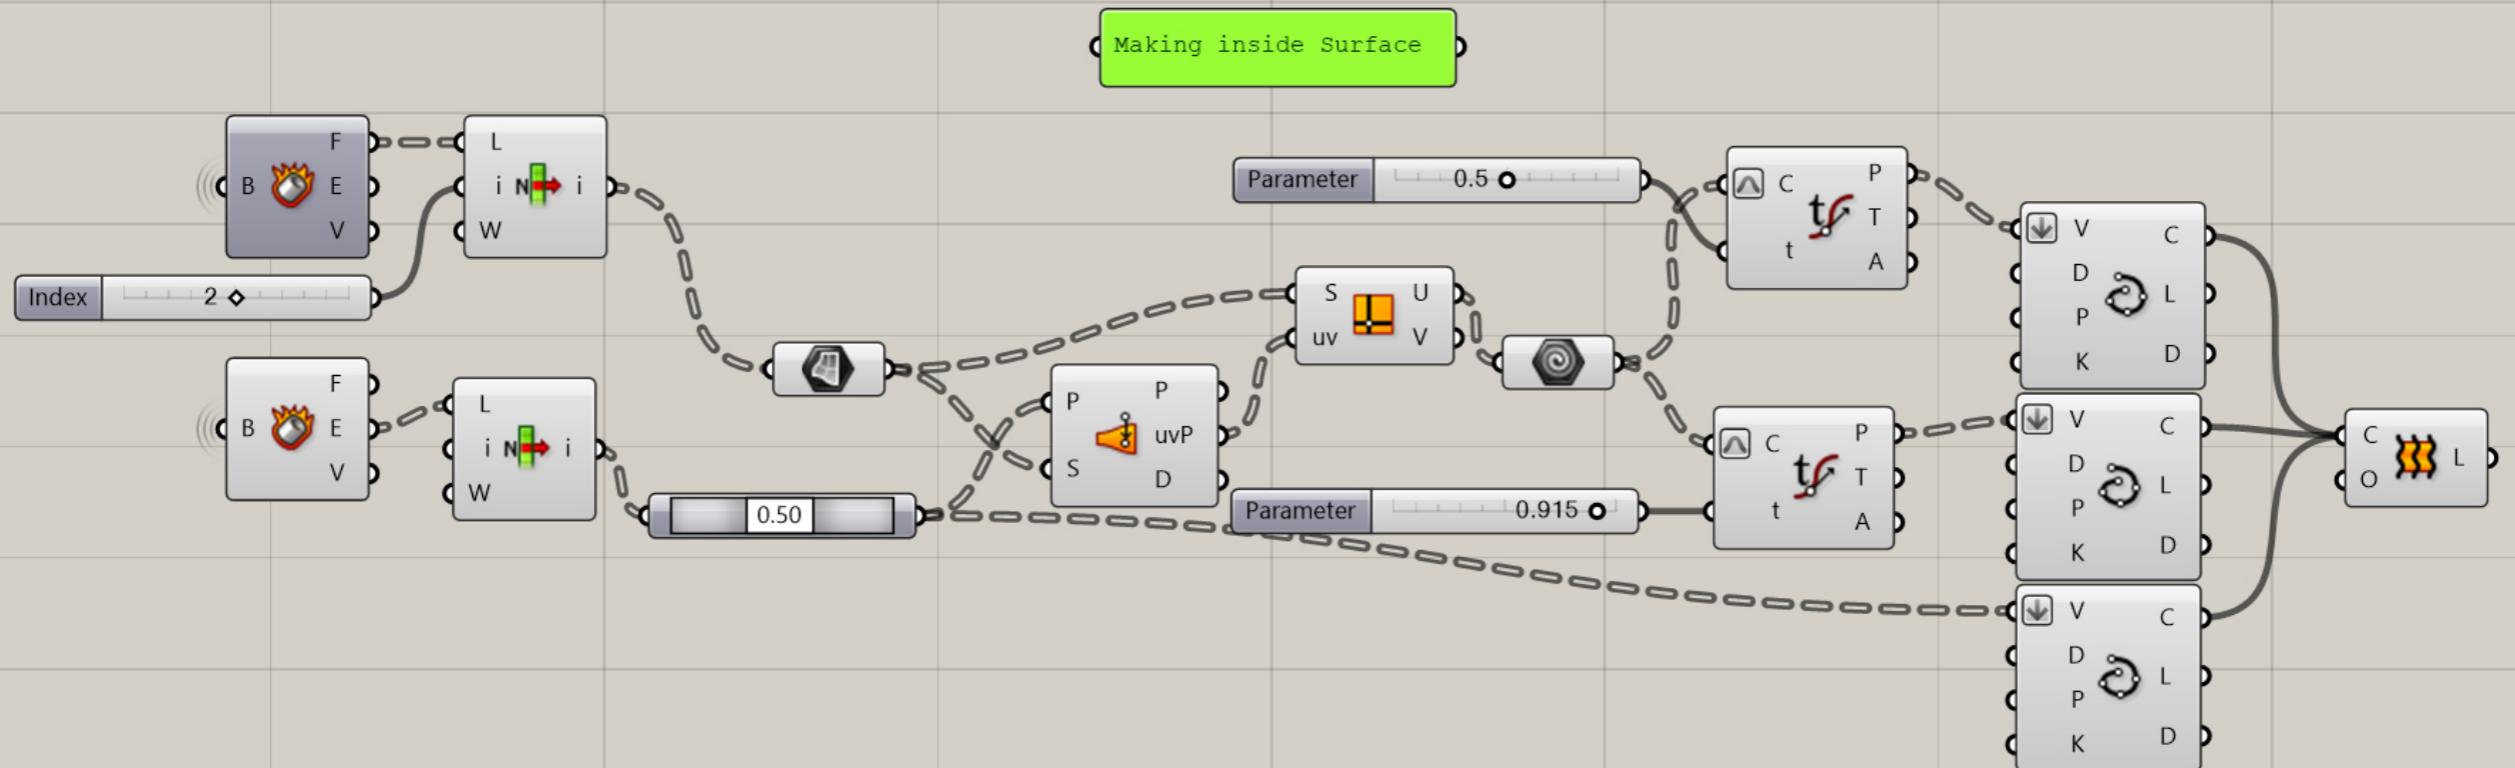 Making inside Surface
F
B E
V
L
N
i i
W
Index 2
F
B E
V
L
N
i i
W
0.50
P P
uvP
S D
S U
uv V
Parameter 0.5
C P
t
T
t A
Parameter 0.915
C P
t
T
t A
V C
D
P L
K D
V C
D
P L
K D
V C
D
P L
K D
C L
O